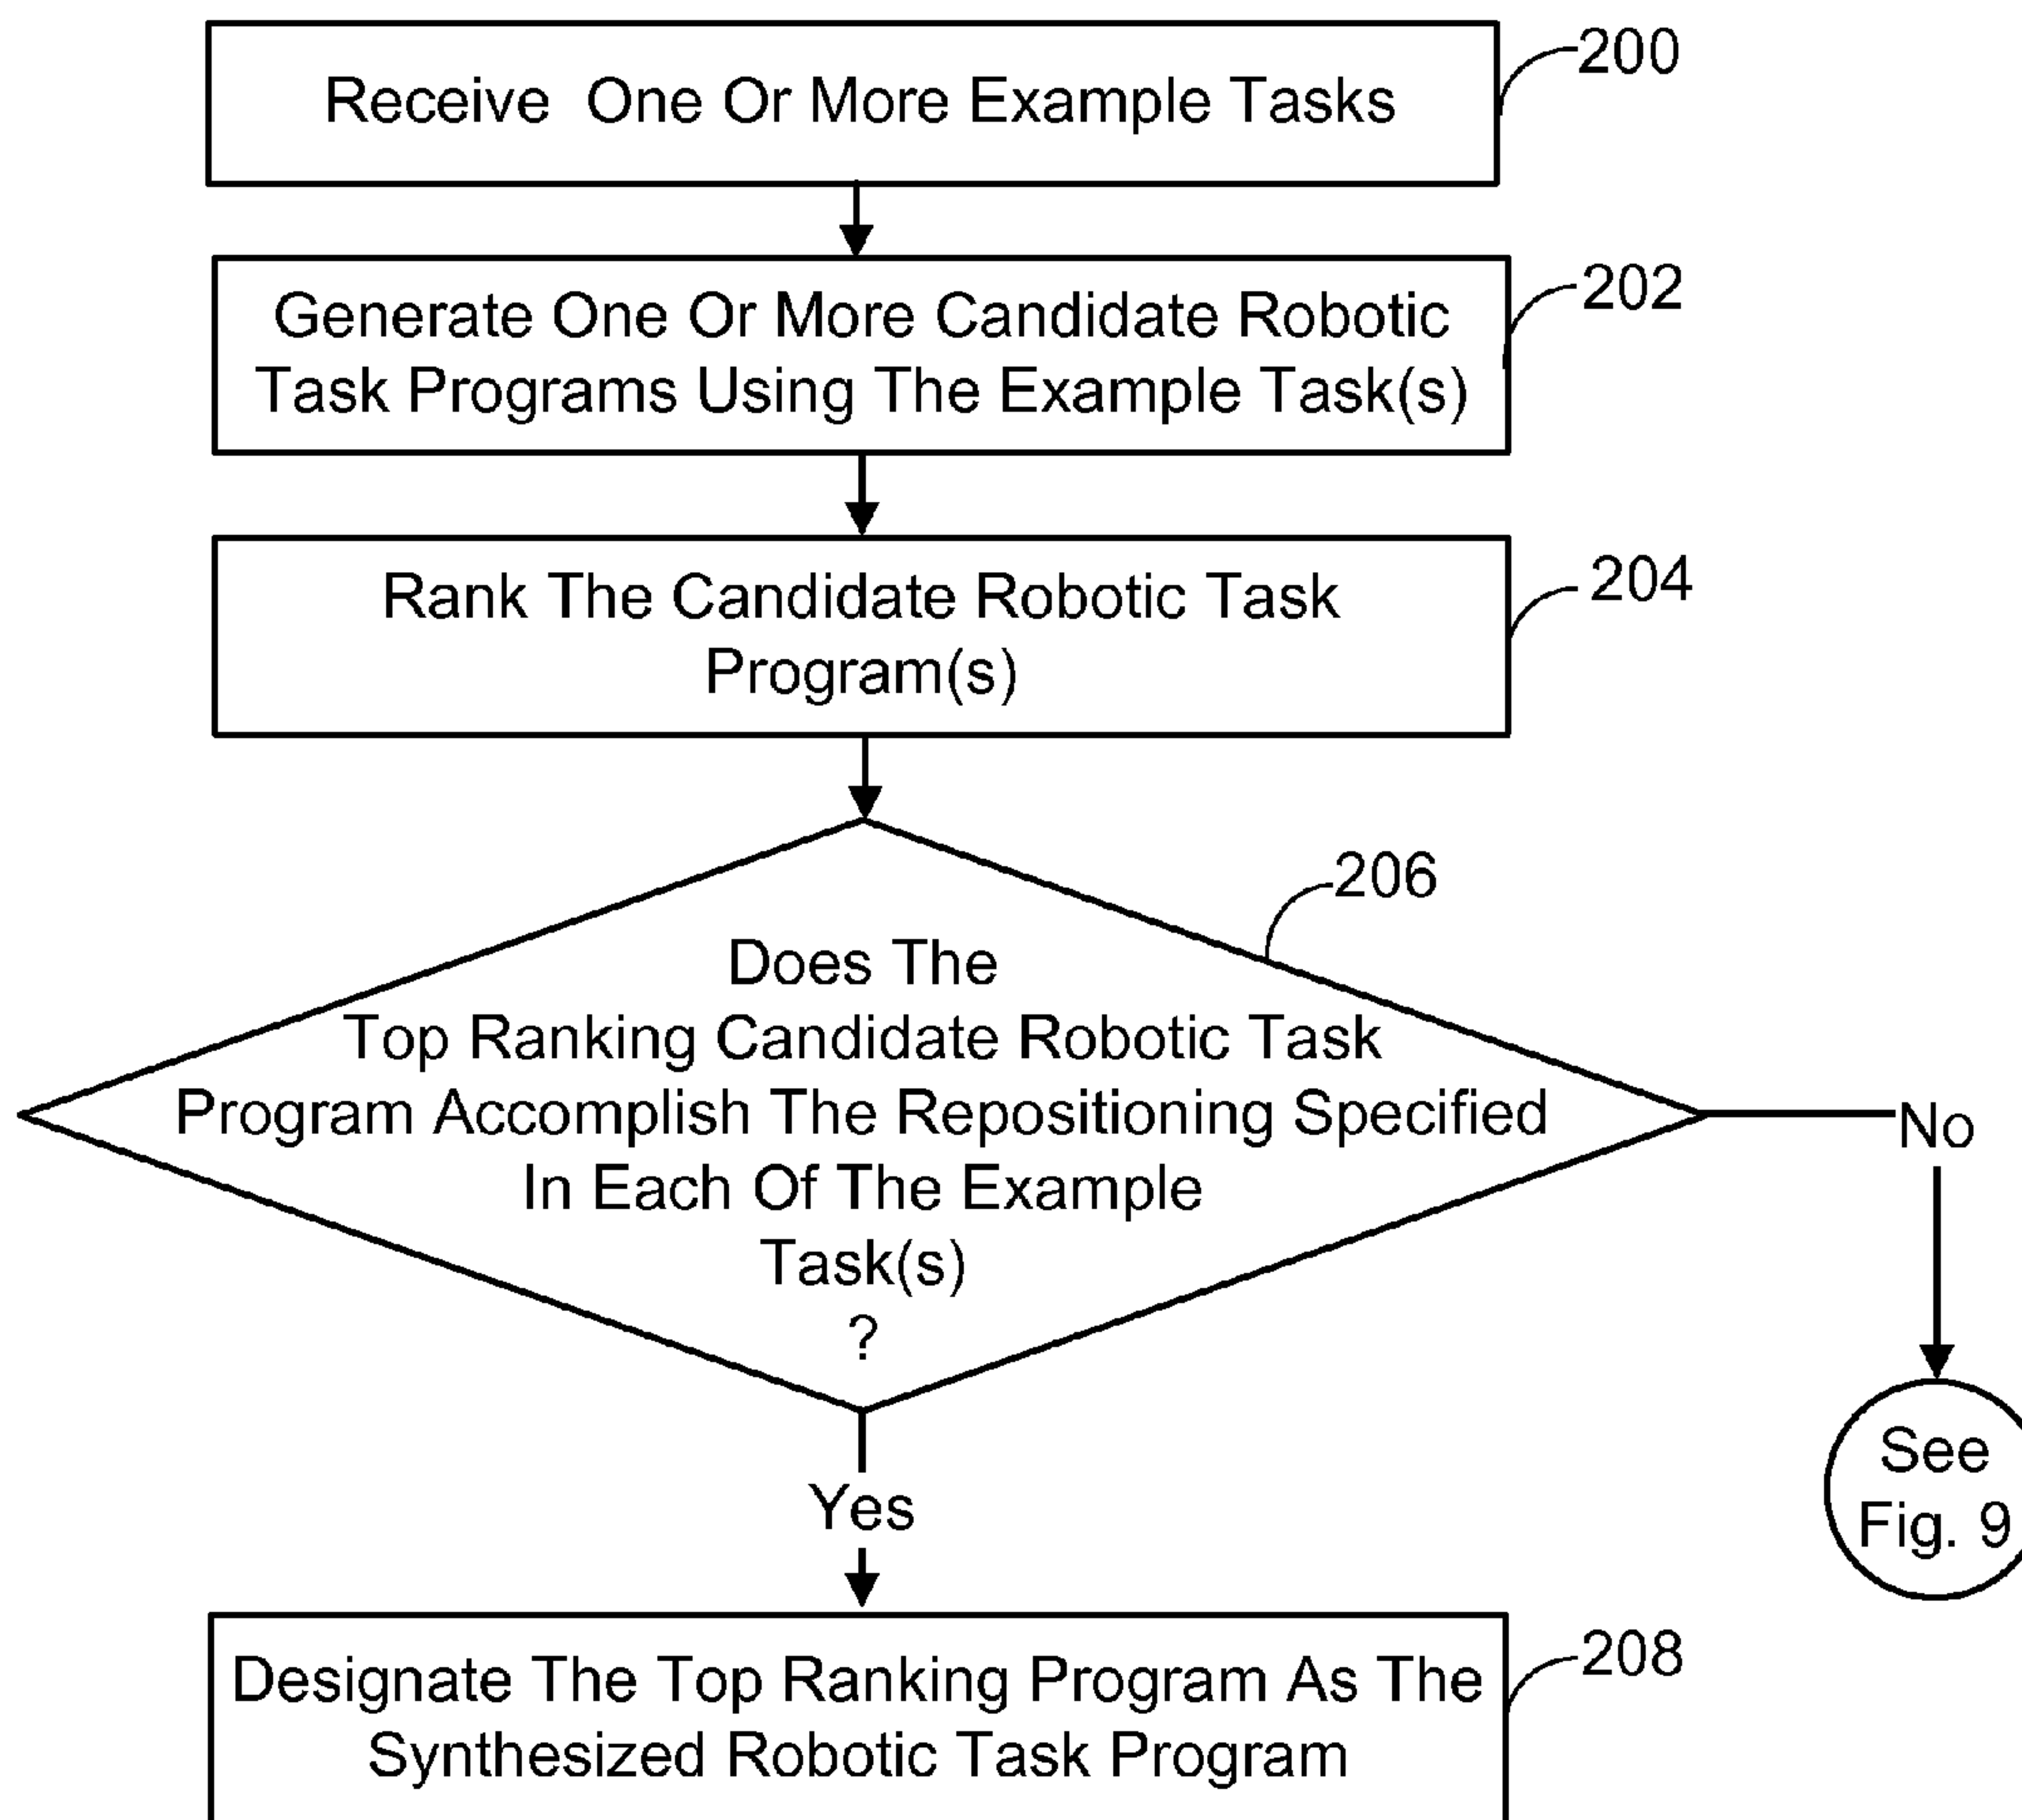 Receive One Or More Example Tasks
200
Generate One Or More Candidate Robotic
Task Programs Using The Example Task(s)
202
Rank The Candidate Robotic Task
Program(s)
204
206
Does The
Top Ranking Candidate Robotic Task
Program Accomplish The Repositioning Specified
In Each Of The Example
Task(s)
?
No
See
Fig. 9
Yes
Designate The Top Ranking Program As The
Synthesized Robotic Task Program
208